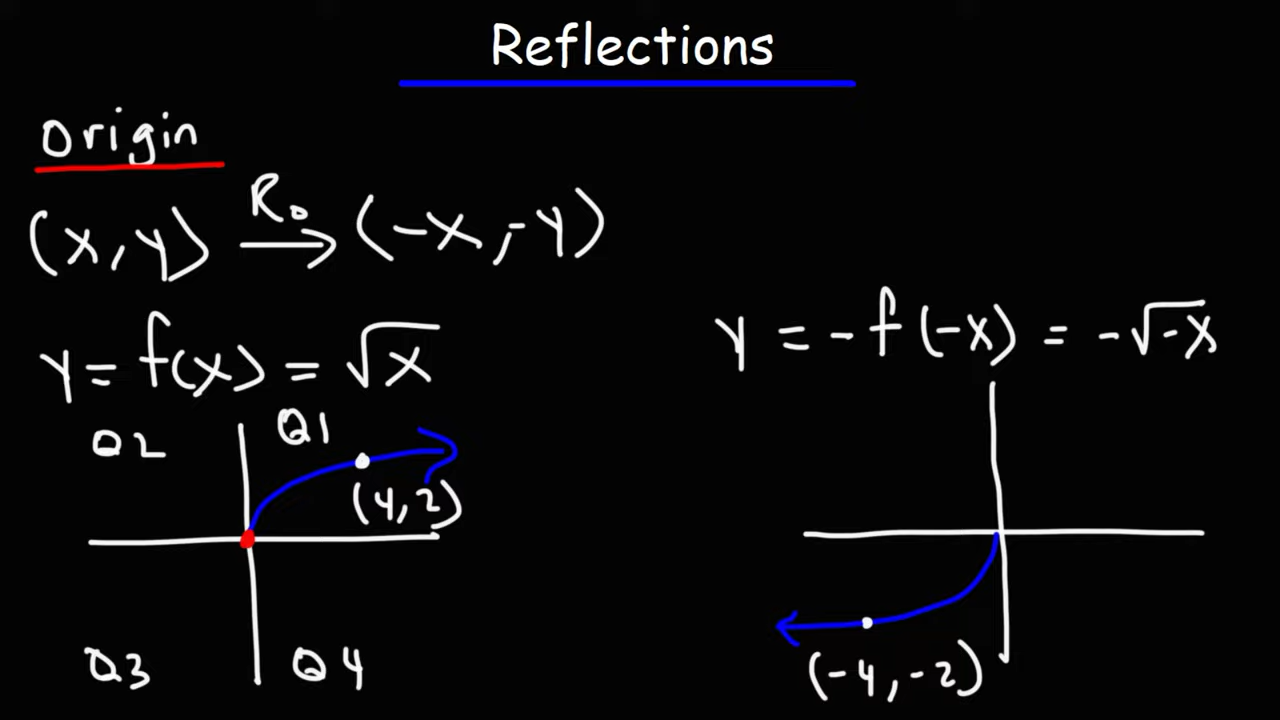 Reflections
Origin
(x, y) R₀ → (-x, -y)
y = f(x) = √x
y = -f(-x) = -√-x
Q2 Q1
(4, 2)
Q3 Q4
(-4, -2)